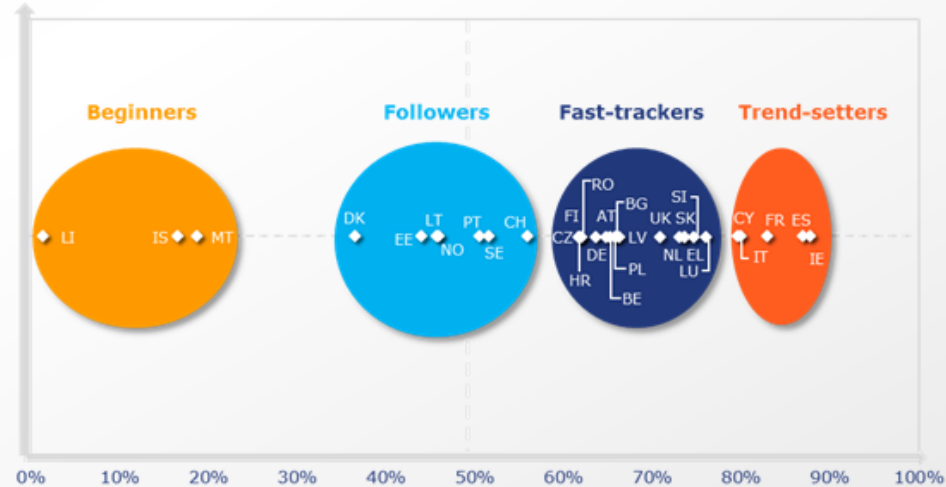 Beginners Followers Fast-trackers Trend-setters
RO
SI
BG
DK LT PT CH FI AT UK SK CY FR ES
LI IS MT EE CZ LV
NO SE DE NL EL IT IE
HR PL LU
BE
0% 10% 20% 30% 40% 50% 60% 70% 80% 90% 100%